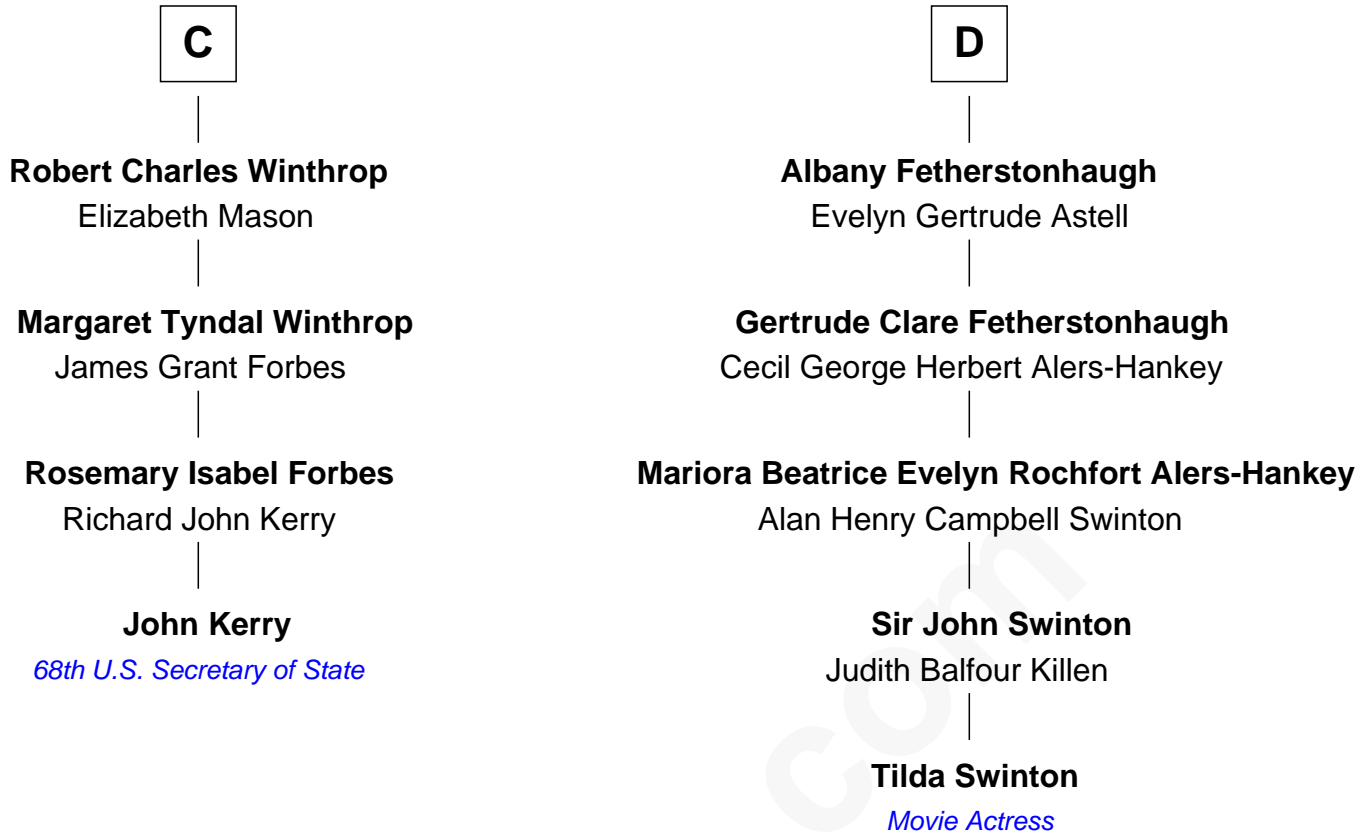 C
Robert Charles Winthrop
Elizabeth Mason
Margaret Tyndal Winthrop
James Grant Forbes
Rosemary Isabel Forbes
Richard John Kerry
John Kerry
68th U.S. Secretary of State
D
Albany Fetherstonhaugh
Evelyn Gertrude Astell
Gertrude Clare Fetherstonhaugh
Cecil George Herbert Alers-Hankey
Mariora Beatrice Evelyn Rochfort Alers-Hankey
Alan Henry Campbell Swinton
Sir John Swinton
Judith Balfour Killen
Tilda Swinton
Movie Actress
com